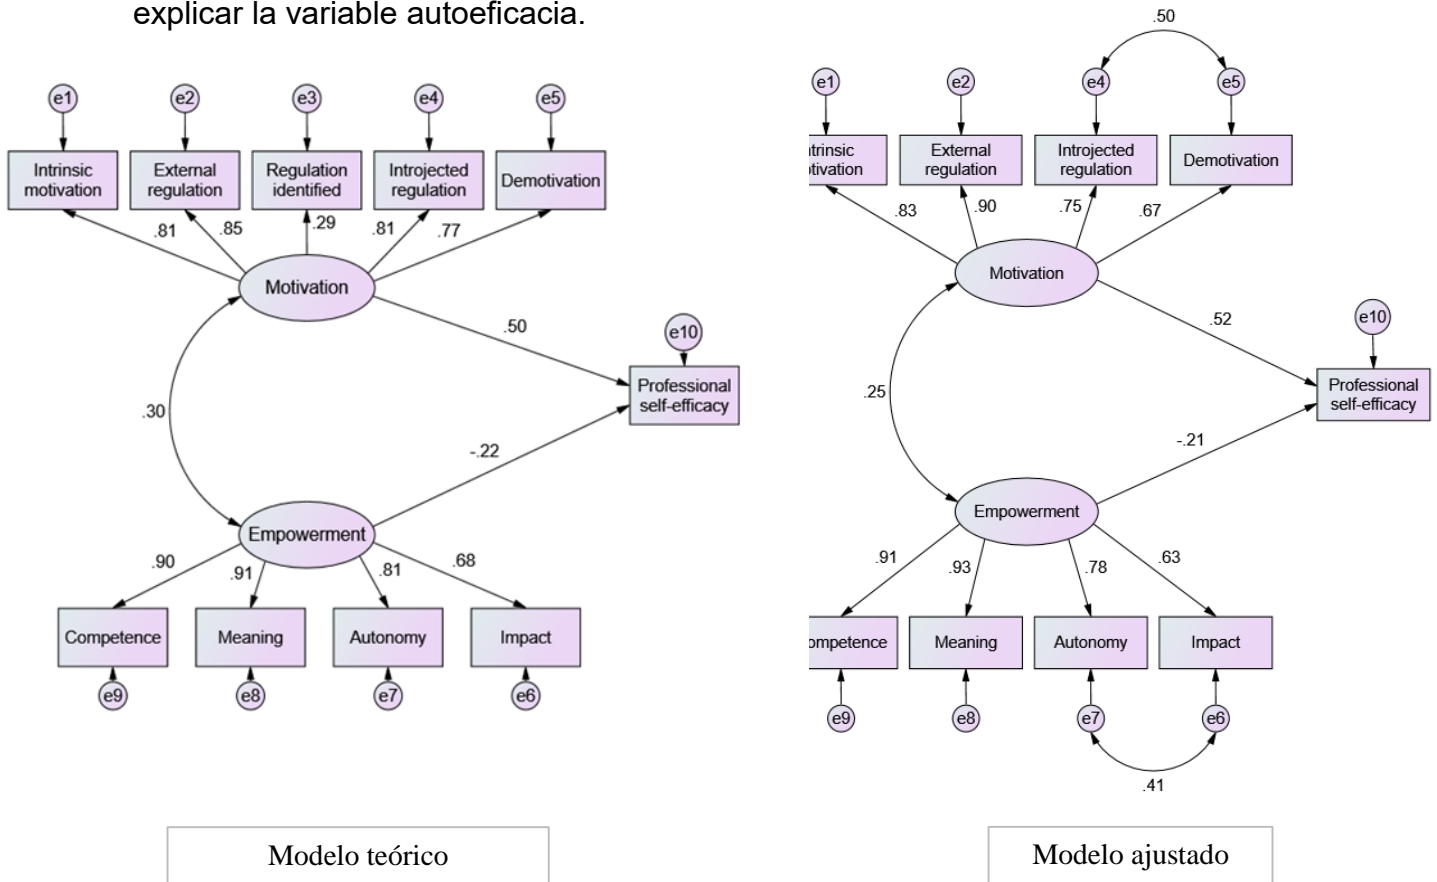 explicar la variable autoeficacia.
e1
e2
e3
e4
e5
Intrinsic
motivation
External
regulation
Regulation
identified
Introjected
regulation
Demotivation
.81
.85
.29
.81
.77
Motivation
.50
e10
Professional
self-efficacy
.30
-.22
Empowerment
.90
.91
.81
.68
Competence
Meaning
Autonomy
Impact
e9
e8
e7
e6
Modelo teórico
.50
e1
e2
e4
e5
ntrinsic
otivation
External
regulation
Introjected
regulation
Demotivation
.83
.90
.75
.67
Motivation
.52
e10
Professional
self-efficacy
.25
-.21
Empowerment
.91
.93
.78
.63
ompetence
Meaning
Autonomy
Impact
e9
e8
e7
e6
.41
Modelo ajustado